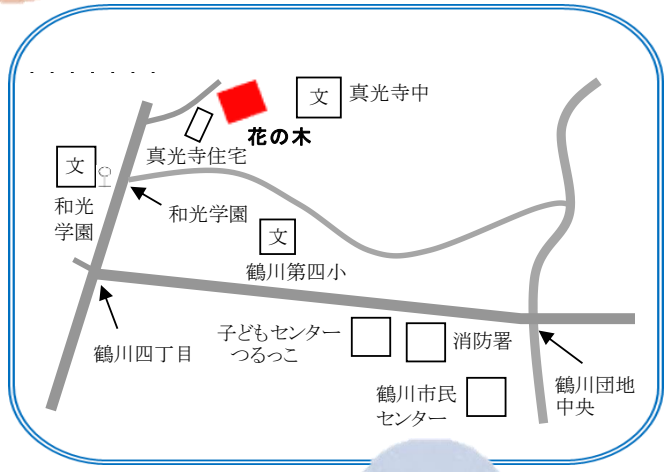 文
真光寺中
花の木
真光寺住宅
文
和光
学園
和光学園
文
鶴川第四小
子どもセンター
つるっこ
消防署
鶴川四丁目
鶴川市民
センター
鶴川団地
中央